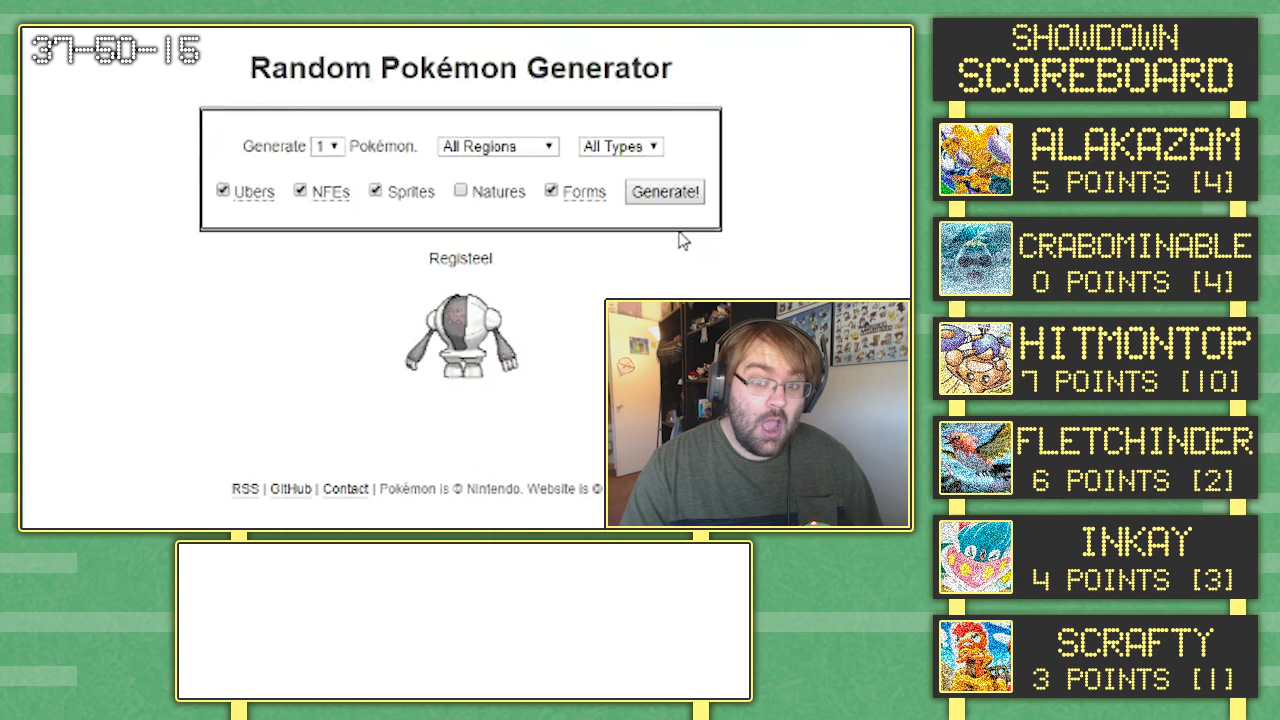 37-50-15
Random Pokémon Generator
Generate 1 Pokémon. All Regions All Types
Ubers NFEs Sprites Natures Forms Generate!
Registeel
RSS | GitHub | Contact | Pokémon is © Nintendo. Website is ©
SHOWDOWN
SCOREBOARD
ALAKAZAM
5 POINTS [4]
CRABOMINABLE
0 POINTS [4]
HITMONTOP
7 POINTS [10]
FLETCHINDER
6 POINTS [2]
INKAY
4 POINTS [3]
SCRAFTY
3 POINTS [1]